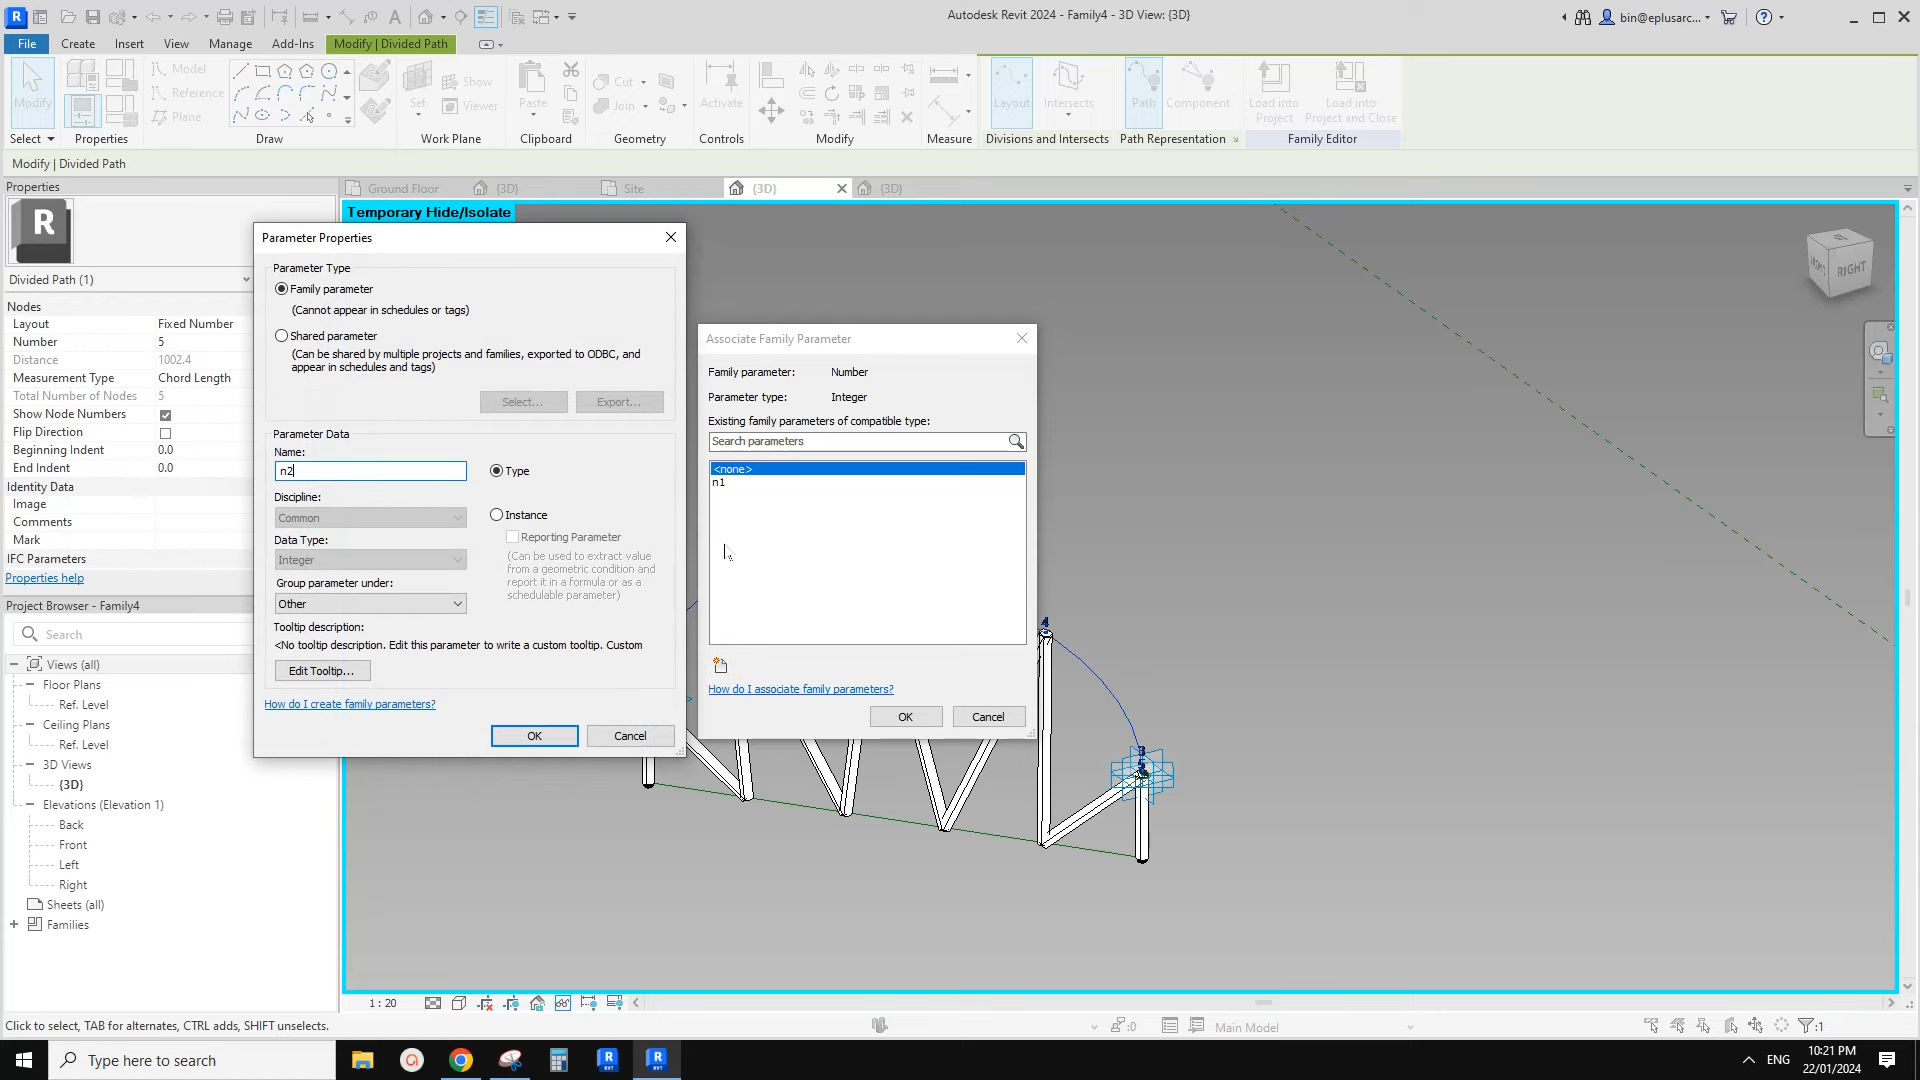 Autodesk Revit 2024 - Family4 - 3D View: {3D}
bin@eplusarc...
File
Create
Insert
View
Manage
Add-Ins
Modify | Divided Path
Modify
Model
Reference
Plane
Set
Show
Viewer
Paste
Cut
Join
Activate
Layout
Intersects
Path
Component
Load into
Project
Load into
Project and Close
Select
Properties
Draw
Work Plane
Clipboard
Geometry
Controls
Modify
Measure
Divisions and Intersects
Path Representation
Family Editor
Modify | Divided Path
Properties
Ground Floor
{3D}
Site
{3D}
{3D}
R
Temporary Hide/Isolate
Divided Path (1)
Nodes
Layout Fixed Number
Number 5
Distance 1002.4
Measurement Type Chord Length
Total Number of Nodes 5
Show Node Numbers
Flip Direction
Beginning Indent 0.0
End Indent 0.0
Identity Data
Image
Comments
Mark
IFC Parameters
Properties help
Project Browser - Family4
Search
Views (all)
Floor Plans
Ref. Level
Ceiling Plans
Ref. Level
3D Views
{3D}
Elevations (Elevation 1)
Back
Front
Left
Right
Sheets (all)
Families
Parameter Properties
Parameter Type
Family parameter
(Cannot appear in schedules or tags)
Shared parameter
(Can be shared by multiple projects and families, exported to ODBC, and
appear in schedules and tags)
Select...
Export...
Parameter Data
Name:
n2
Type
Discipline:
Common
Instance
Reporting Parameter
Data Type:
Integer
(Can be used to extract value
from a geometric condition and
report it in a formula or as a
schedulable parameter)
Group parameter under:
Other
Tooltip description:
<No tooltip description. Edit this parameter to write a custom tooltip. Custom
Edit Tooltip...
How do I create family parameters?
OK
Cancel
Associate Family Parameter
Family parameter: Number
Parameter type: Integer
Existing family parameters of compatible type:
Search parameters
<none>
n1
How do I associate family parameters?
OK
Cancel
RIGHT
4
1 : 20
Click to select, TAB for alternates, CTRL adds, SHIFT unselects.
:0
Main Model
:1
Type here to search
ENG
10:21 PM
22/01/2024